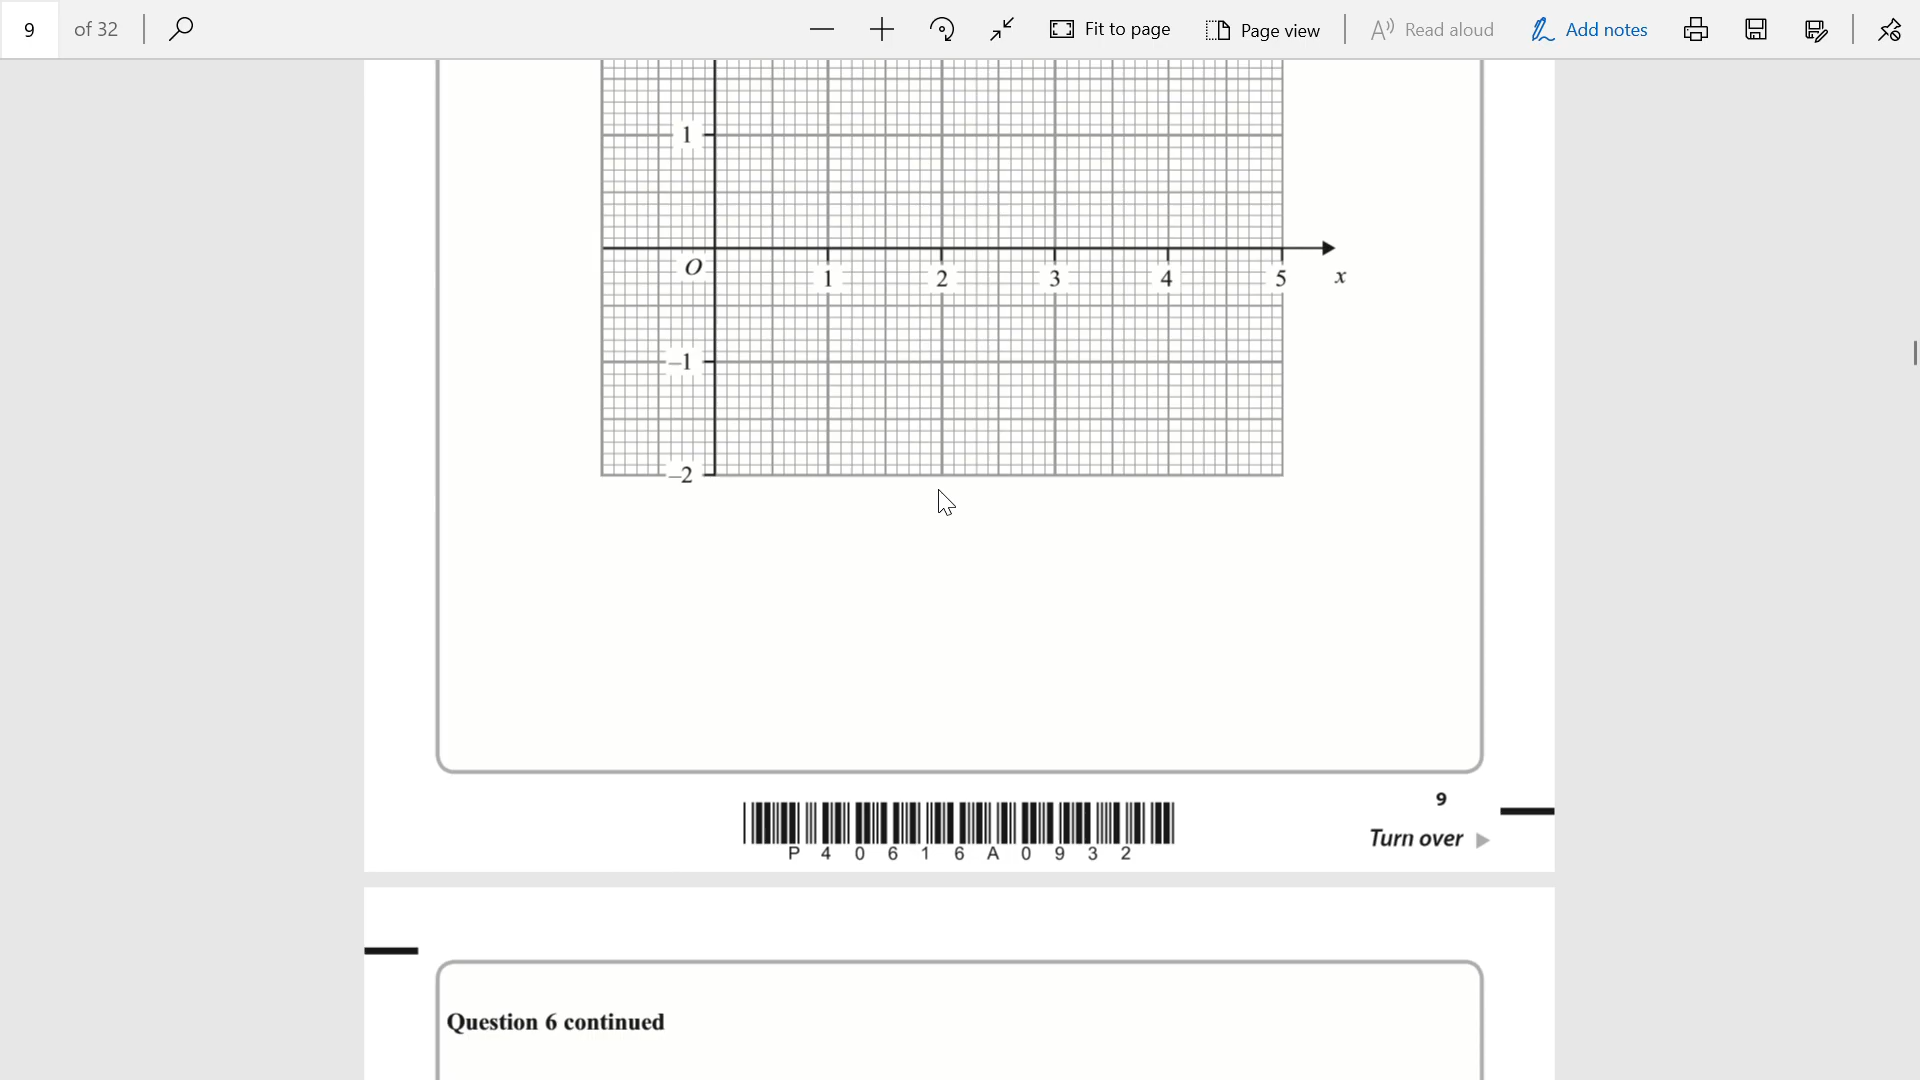 9 of 32 Fit to page Page view Read aloud Add notes
1
O 1 2 3 4 5 x
–1
–2
9
Turn over
P 4 0 6 1 6 A 0 9 3 2
Question 6 continued